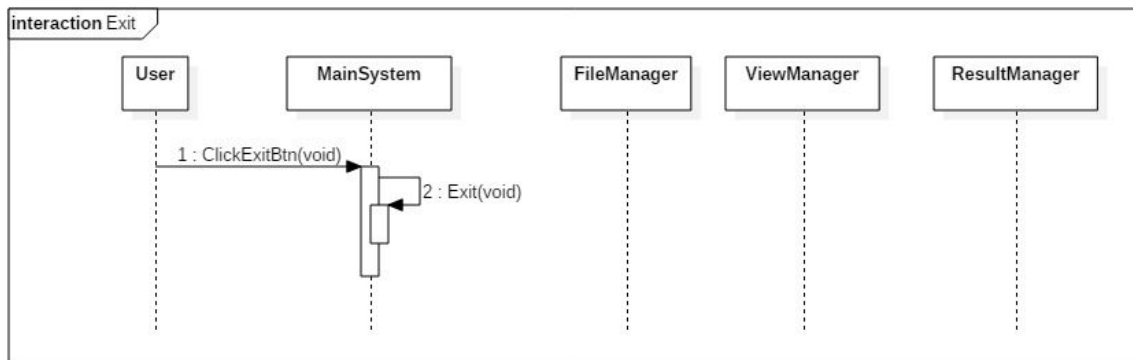 interaction Exit
User
MainSystem
FileManager
ViewManager
ResultManager
1 : ClickExitBtn(void)
2 : Exit(void)